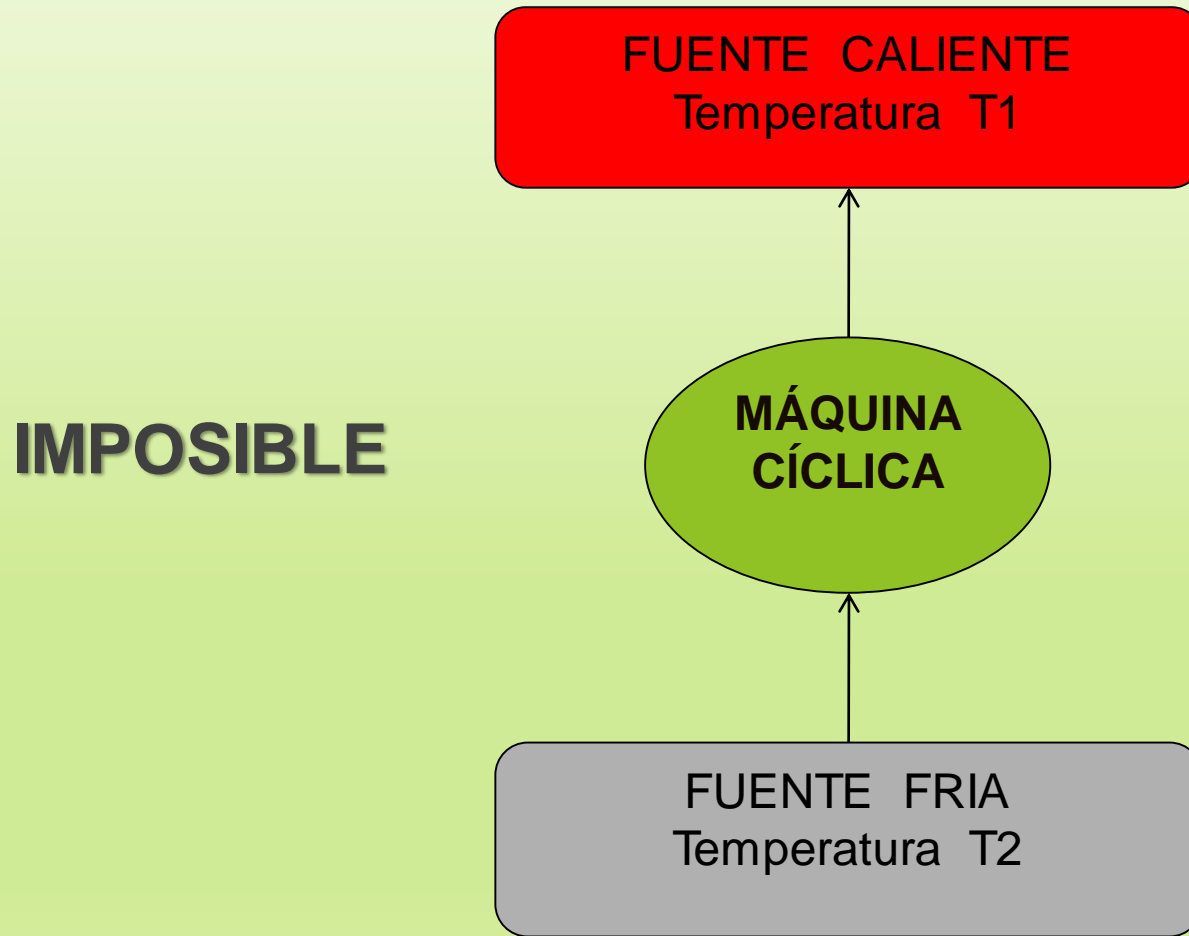 FUENTE CALIENTE
Temperatura T1
IMPOSIBLE
MÁQUINA
CÍCLICA
FUENTE FRIA
Temperatura T2